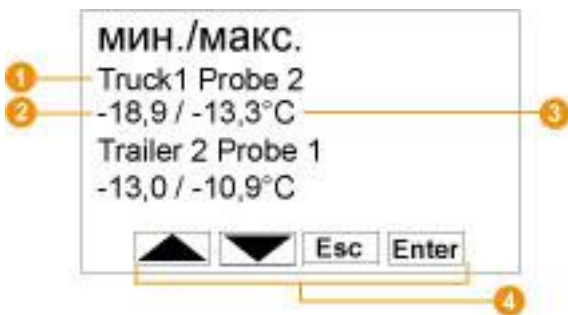 мин./макс.
1 Truck1 Probe 2
2 -18,9 / -13,3°C 3
Trailer 2 Probe 1
-13,0 / -10,9°C
Esc Enter
4